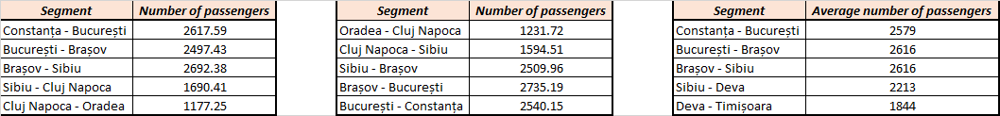 Segment Number of passengers
Constanța - București 2617.59
București - Brașov 2497.43
Brașov - Sibiu 2692.38
Sibiu - Cluj Napoca 1690.41
Cluj Napoca - Oradea 1177.25
Segment Number of passengers
Oradea - Cluj Napoca 1231.72
Cluj Napoca - Sibiu 1594.51
Sibiu - Brașov 2509.96
Brașov - București 2735.19
București - Constanța 2540.15
Segment Average number of passengers
Constanța - București 2579
București - Brașov 2616
Brașov - Sibiu 2616
Sibiu - Deva 2213
Deva - Timișoara 1844